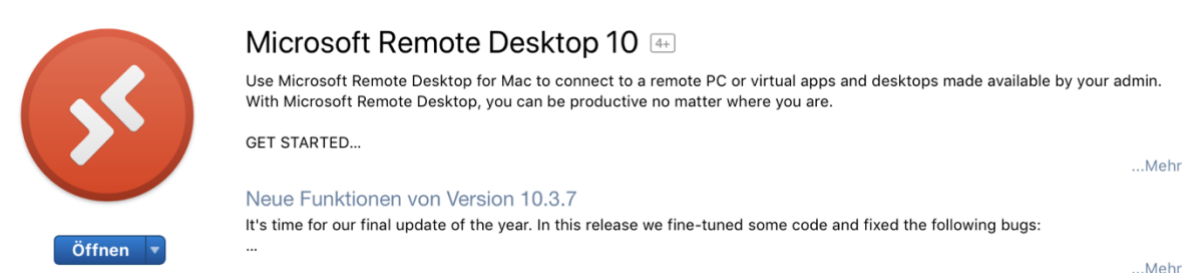 Microsoft Remote Desktop 10 4+
Use Microsoft Remote Desktop for Mac to connect to a remote PC or virtual apps and desktops made available by your admin.
With Microsoft Remote Desktop, you can be productive no matter where you are.
GET STARTED...
...Mehr
Neue Funktionen von Version 10.3.7
It's time for our final update of the year. In this release we fine-tuned some code and fixed the following bugs:
...
Öffnen
...Mehr